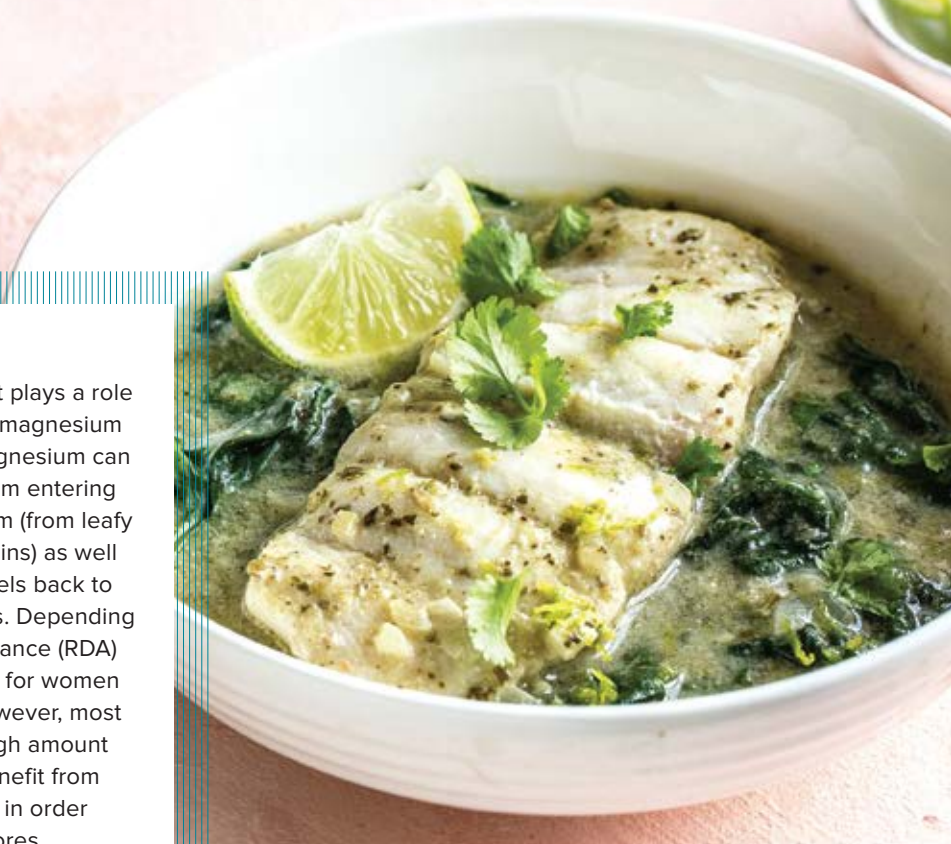 t plays a role
magnesium
gnesium can
m entering
m (from leafy
ins) as well
els back to
s. Depending
ance (RDA)
for women
wever, most
gh amount
nefit from
in order
ores